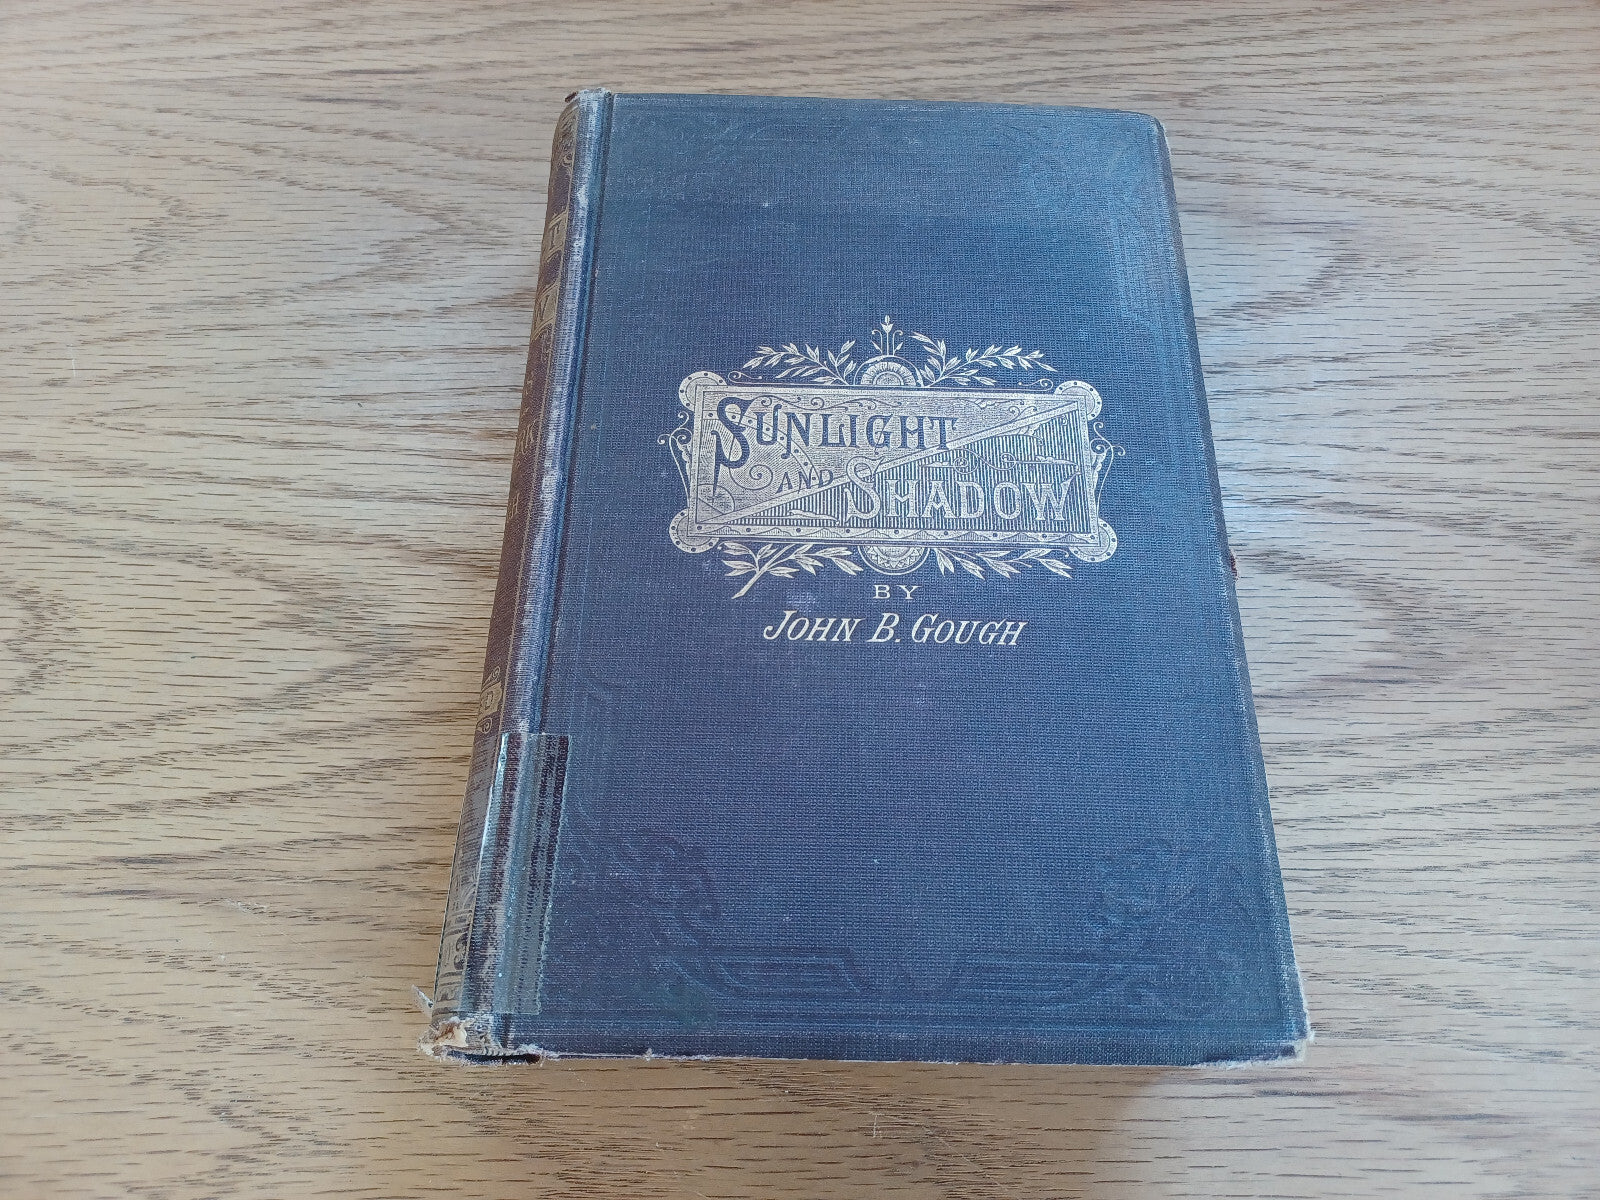 SUNLIGHT
AND SHADOW
BY
JOHN B. GOUGH